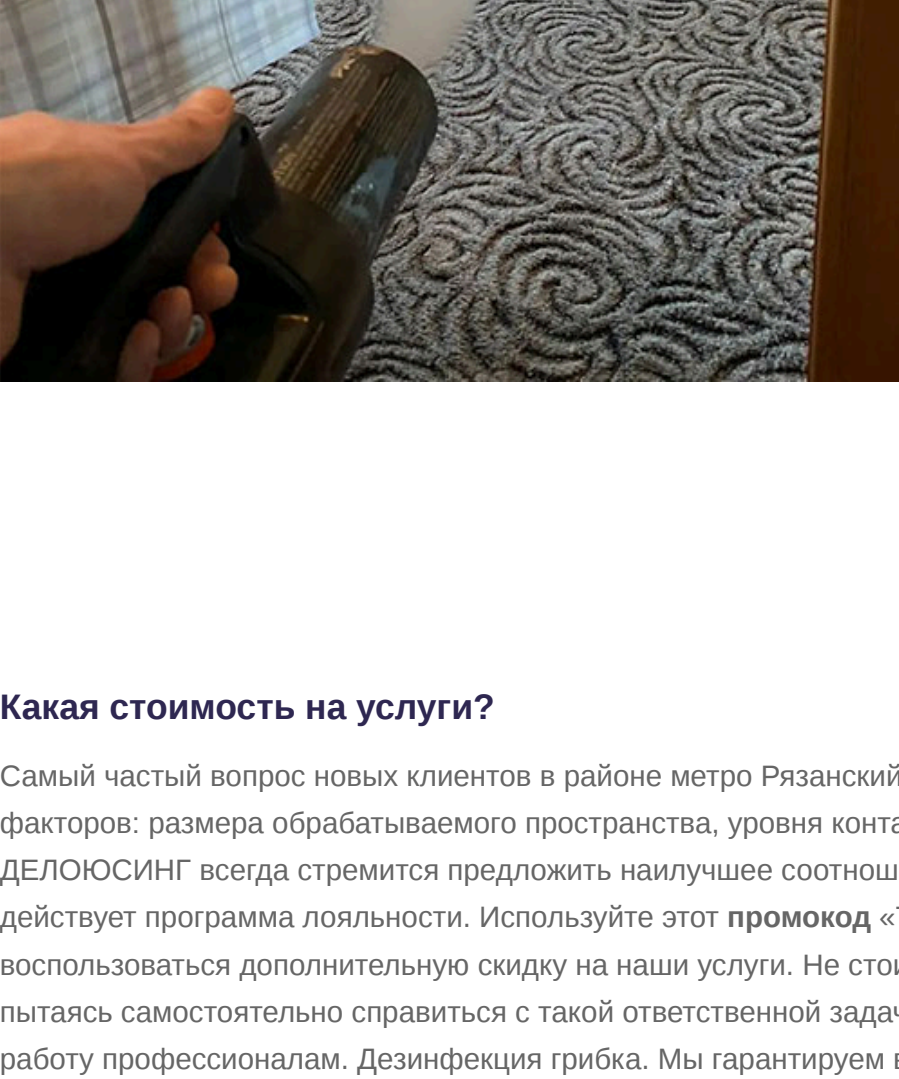 Какая стоимость на услуги?
Самый частый вопрос новых клиентов в районе метро Рязанский
факторов: размера обрабатываемого пространства, уровня конта
ДЕЛОЮСИНГ всегда стремится предложить наилучшее соотнош
действует программа лояльности. Используйте этот промокод «
воспользоваться дополнительную скидку на наши услуги. Не стои
пытаясь самостоятельно справиться с такой ответственной задач
работу профессионалам. Дезинфекция грибка. Мы гарантируем в